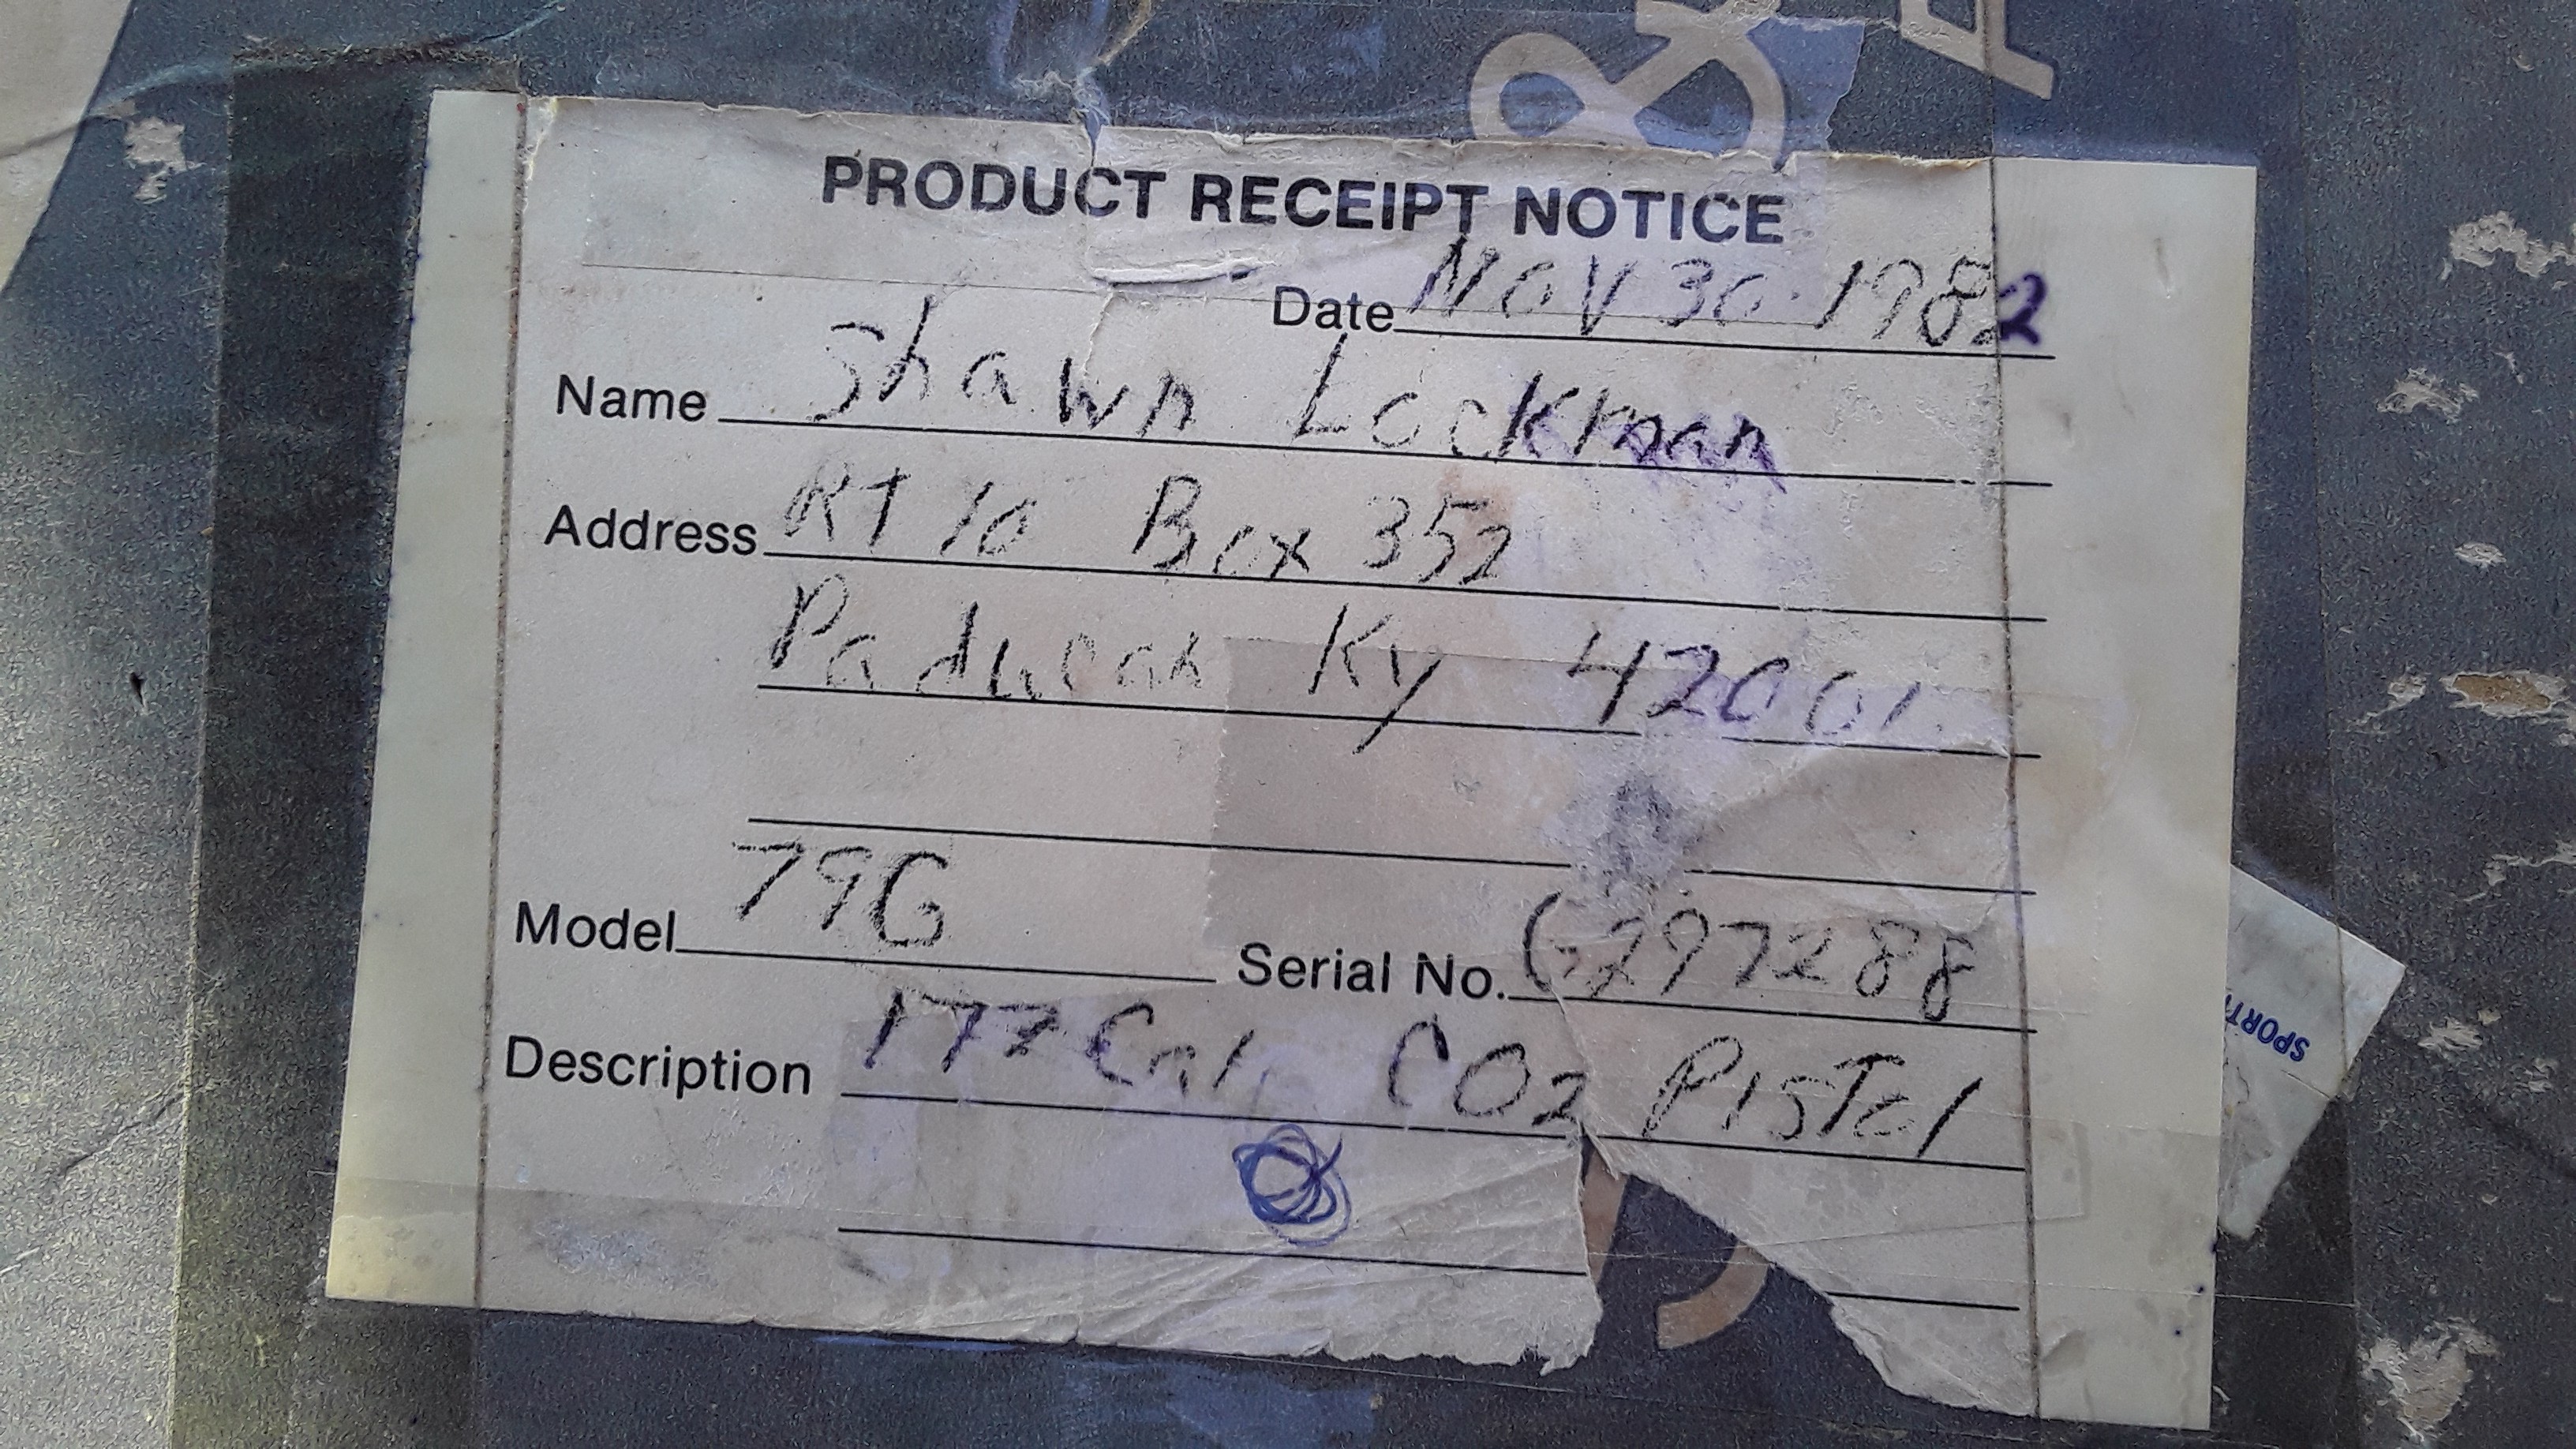 &
PRODUCT RECEIPT NOTICE
Date NOV 30 1982
Name Shawn Lockman
Address RT 10 Box 352
Paducah Ky 42001
Model 79G
Serial No. G297288
Description 177 Cal. CO2 PISTOL